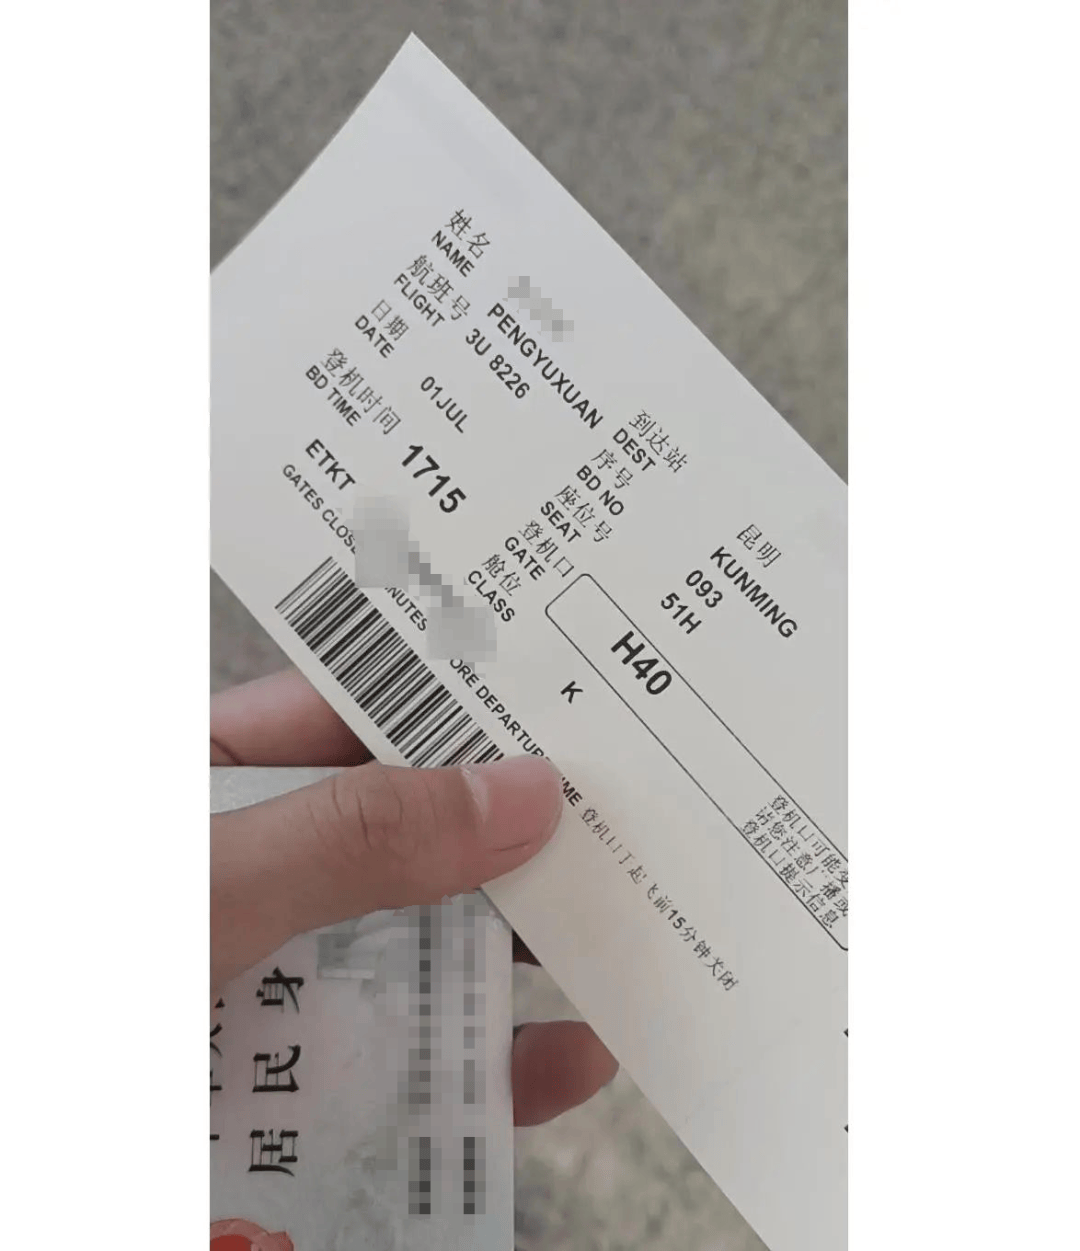 姓名
NAME
PENGYUXUAN
航班号
FLIGHT
3U 8226
日期
DATE
01JUL
登机时间
BD TIME
1715
ETKT
到达站
DEST
昆明
KUNMING
序号
BD NO
093
座位号
SEAT
51H
登机口
GATE
H40
舱位
CLASS
K
登机口可能变
请您注意广播或
登机口提示信息
GATES CLOSE
NUTES
ORE DEPARTURE
登机口于起飞前15分钟关闭
居民身